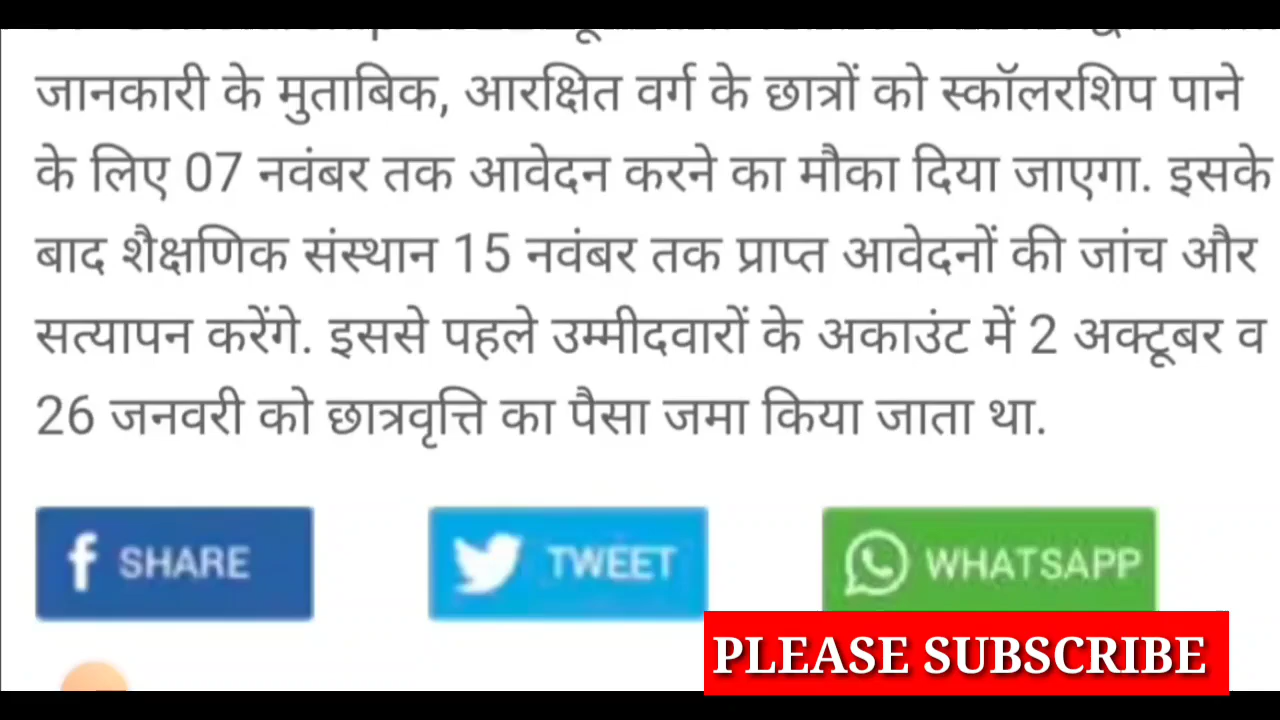 जानकारी के मुताबिक, आरक्षित वर्ग के छात्रों को स्कॉलरशिप पाने
के लिए 07 नवंबर तक आवेदन करने का मौका दिया जाएगा. इसके
बाद शैक्षणिक संस्थान 15 नवंबर तक प्राप्त आवेदनों की जांच और
सत्यापन करेंगे. इससे पहले उम्मीदवारों के अकाउंट में 2 अक्टूबर व
26 जनवरी को छात्रवृत्ति का पैसा जमा किया जाता था.
f SHARE
TWEET
WHATSAPP
PLEASE SUBSCRIBE